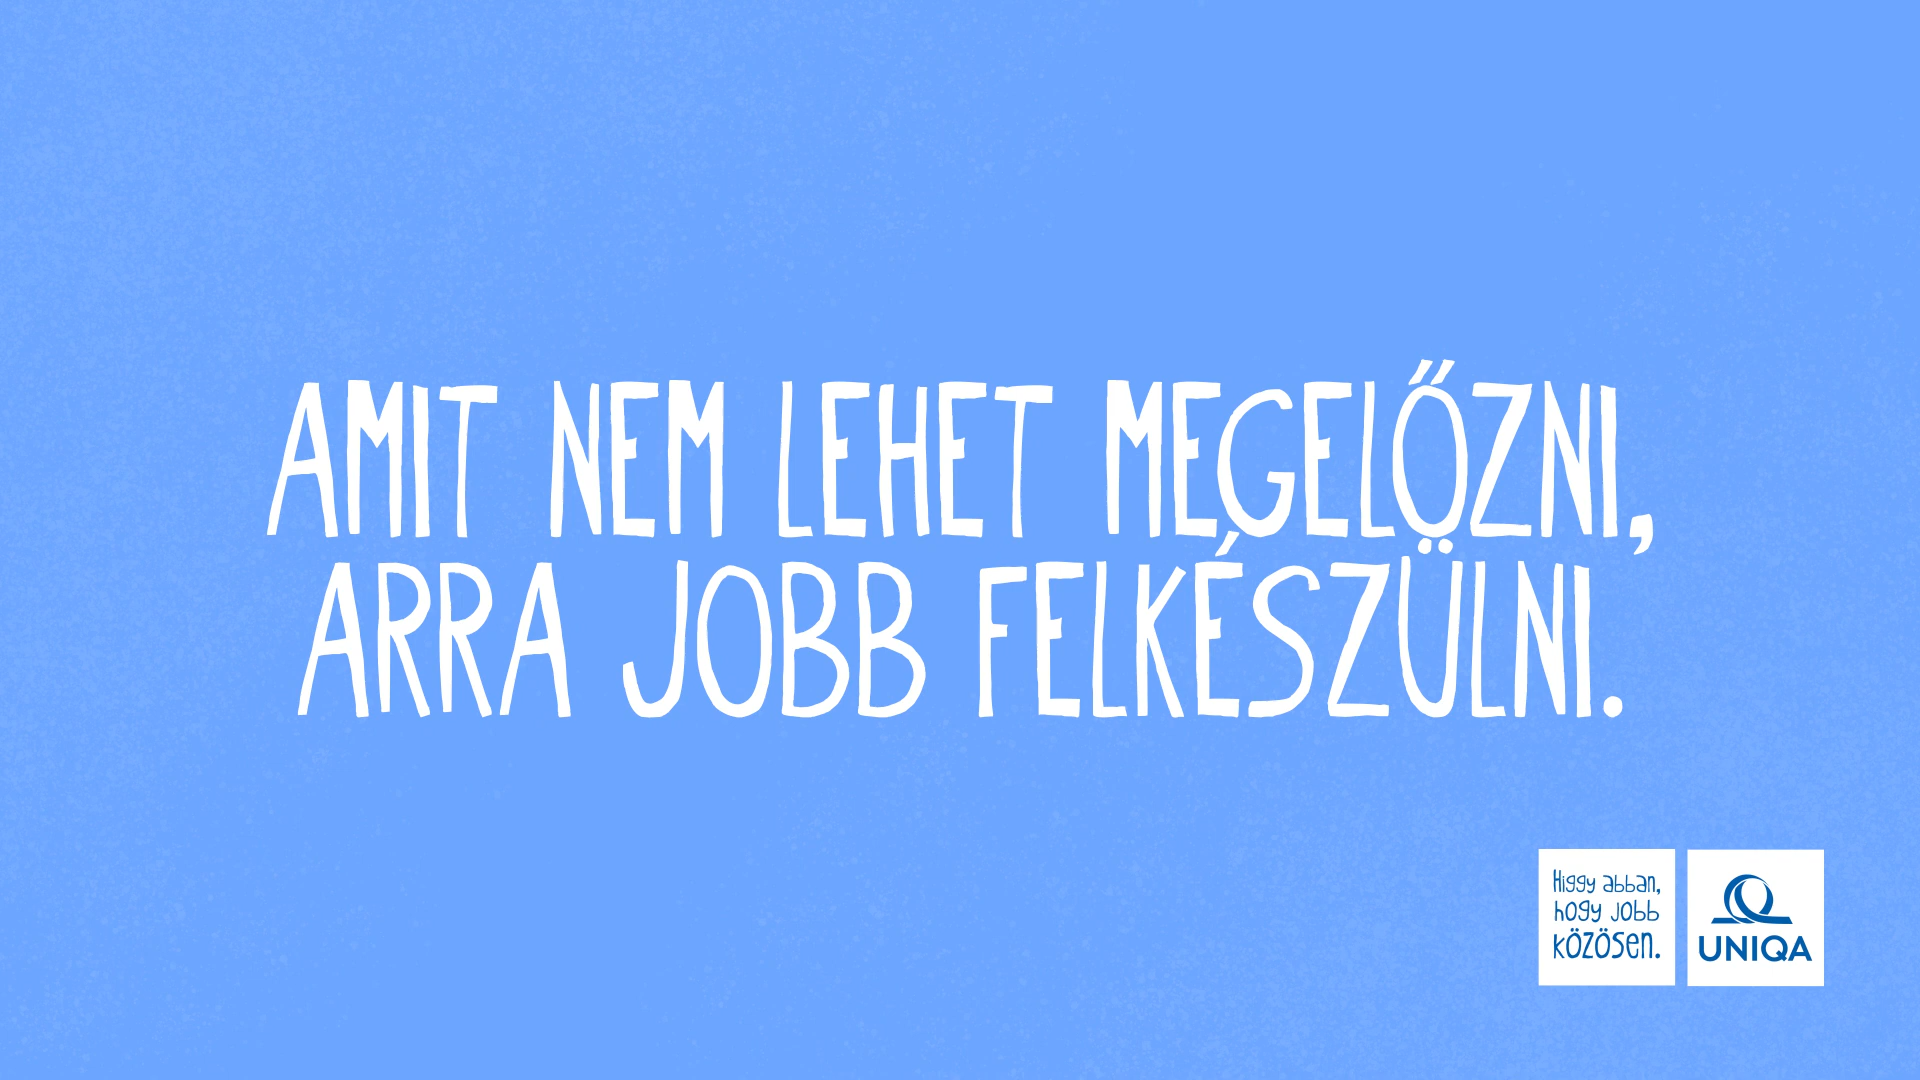 AMIT NEM LEHET MEGELŐZNI,
ARRA JOBB FELKÉSZÜLNI.
Higgy abban,
hogy jobb
közösen.
UNIQA